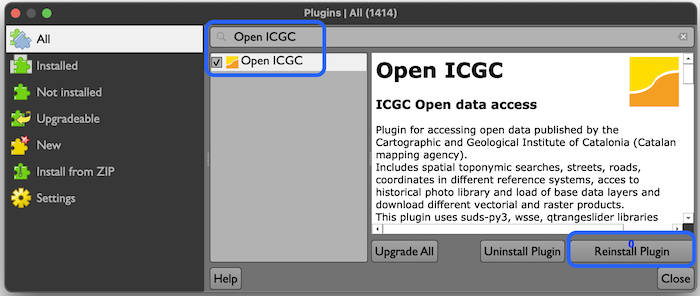 Plugins | All (1414)
All
Installed
Not installed
Upgradeable
New
Install from ZIP
Settings
Open ICGC
Open ICGC
Open ICGC
ICGC Open data access
Plugin for accessing open data published by the
Cartographic and Geological Institute of Catalonia (Catalan
mapping agency).
Includes spatial toponymic searches, streets, roads,
coordinates in different reference systems, acces to
historical photo library and load of base data layers and
download different vectorial and raster products.
This plugin uses suds-py3, wsse, qtrangeslider libraries
0
Upgrade All
Uninstall Plugin
Reinstall Plugin
Help
Close